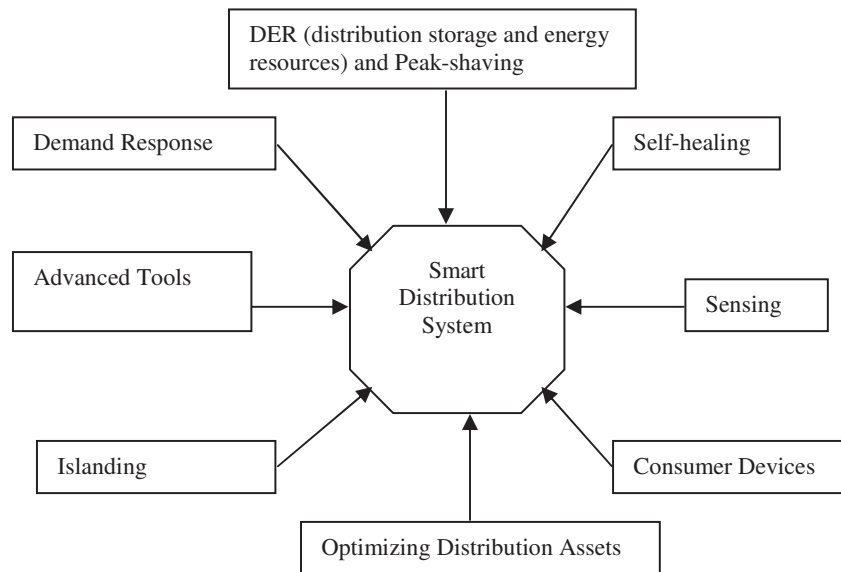 DER (distribution storage and energy
resources) and Peak-shaving
Demand Response
Self-healing
Advanced Tools
Smart
Distribution
System
Sensing
Islanding
Consumer Devices
Optimizing Distribution Assets